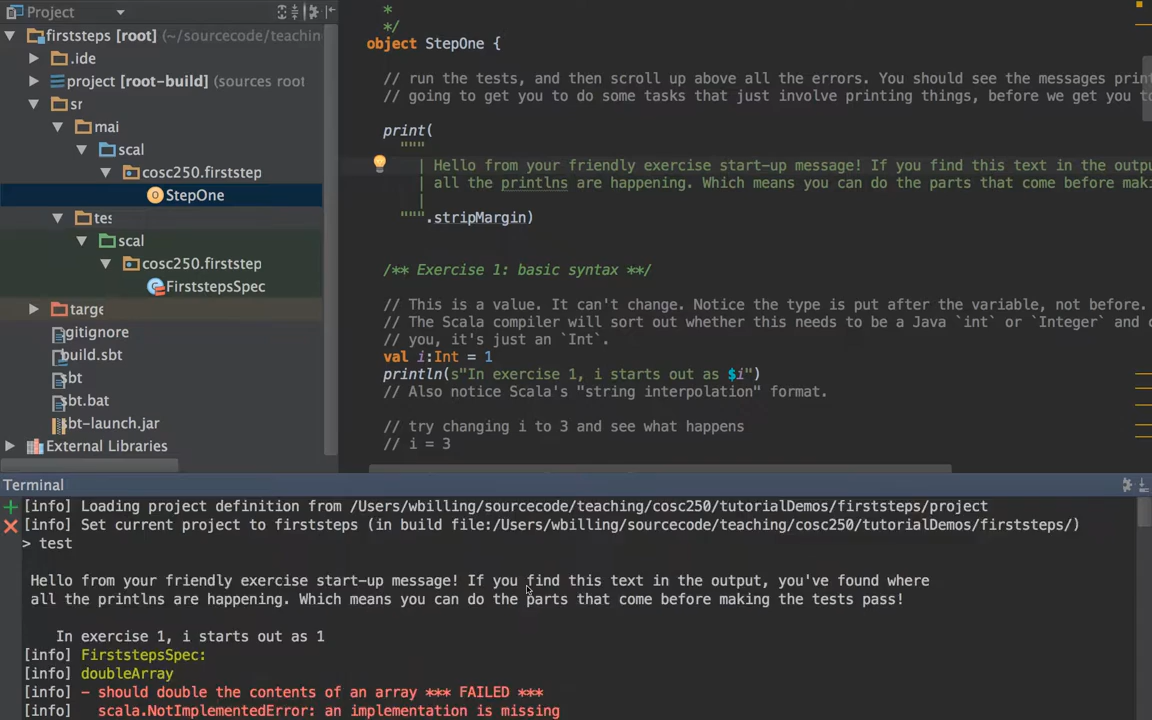 Project
firststeps [root] (~/sourcecode/teaching
.ide
project [root-build] (sources root
sr
mai
scal
cosc250.firststep
StepOne
tes
scal
cosc250.firststep
FirststepsSpec
targe
gitignore
build.sbt
sbt
sbt.bat
sbt-launch.jar
External Libraries
*
*/
object StepOne {
// run the tests, and then scroll up above all the errors. You should see the messages prin
// going to get you to do some tasks that just involve printing things, before we get you to
print(
"""
| Hello from your friendly exercise start-up message! If you find this text in the outpu
| all the printlns are happening. Which means you can do the parts that come before maki
|
""".stripMargin)
/** Exercise 1: basic syntax **/
// This is a value. It can't change. Notice the type is put after the variable, not before.
// The Scala compiler will sort out whether this needs to be a Java `int` or `Integer` and c
// you, it's just an `Int`.
val i:Int = 1
println(s"In exercise 1, i starts out as $i")
// Also notice Scala's "string interpolation" format.
// try changing i to 3 and see what happens
// i = 3
Terminal
[info] Loading project definition from /Users/wbilling/sourcecode/teaching/cosc250/tutorialDemos/firststeps/project
[info] Set current project to firststeps (in build file:/Users/wbilling/sourcecode/teaching/cosc250/tutorialDemos/firststeps/)
> test
Hello from your friendly exercise start-up message! If you find this text in the output, you've found where
all the printlns are happening. Which means you can do the parts that come before making the tests pass!
In exercise 1, i starts out as 1
[info] FirststepsSpec:
[info] doubleArray
[info] - should double the contents of an array *** FAILED ***
[info] scala.NotImplementedError: an implementation is missing